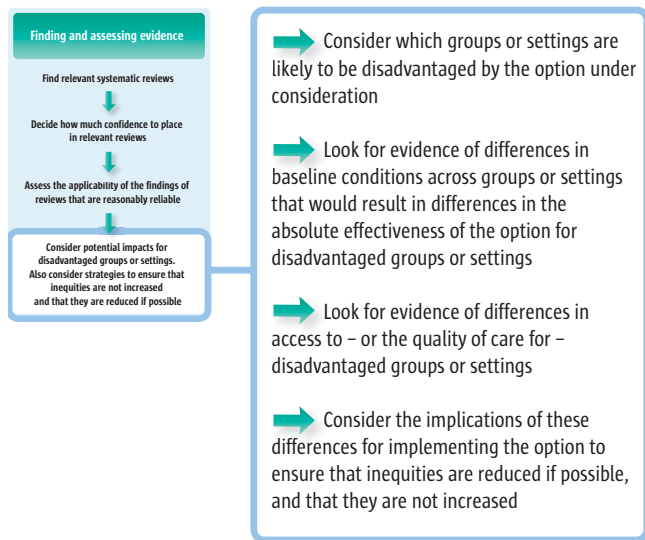 Finding and assessing evidence
Find relevant systematic reviews
Decide how much confidence to place
in relevant reviews
Assess the applicability of the findings of
reviews that are reasonably reliable
Consider potential impacts for
disadvantaged groups or settings.
Also consider strategies to ensure that
inequities are not increased
and that they are reduced if possible
Consider which groups or settings are
likely to be disadvantaged by the option under
consideration
Look for evidence of differences in
baseline conditions across groups or settings
that would result in differences in the
absolute effectiveness of the option for
disadvantaged groups or settings
Look for evidence of differences in
access to – or the quality of care for –
disadvantaged groups or settings
Consider the implications of these
differences for implementing the option to
ensure that inequities are reduced if possible,
and that they are not increased